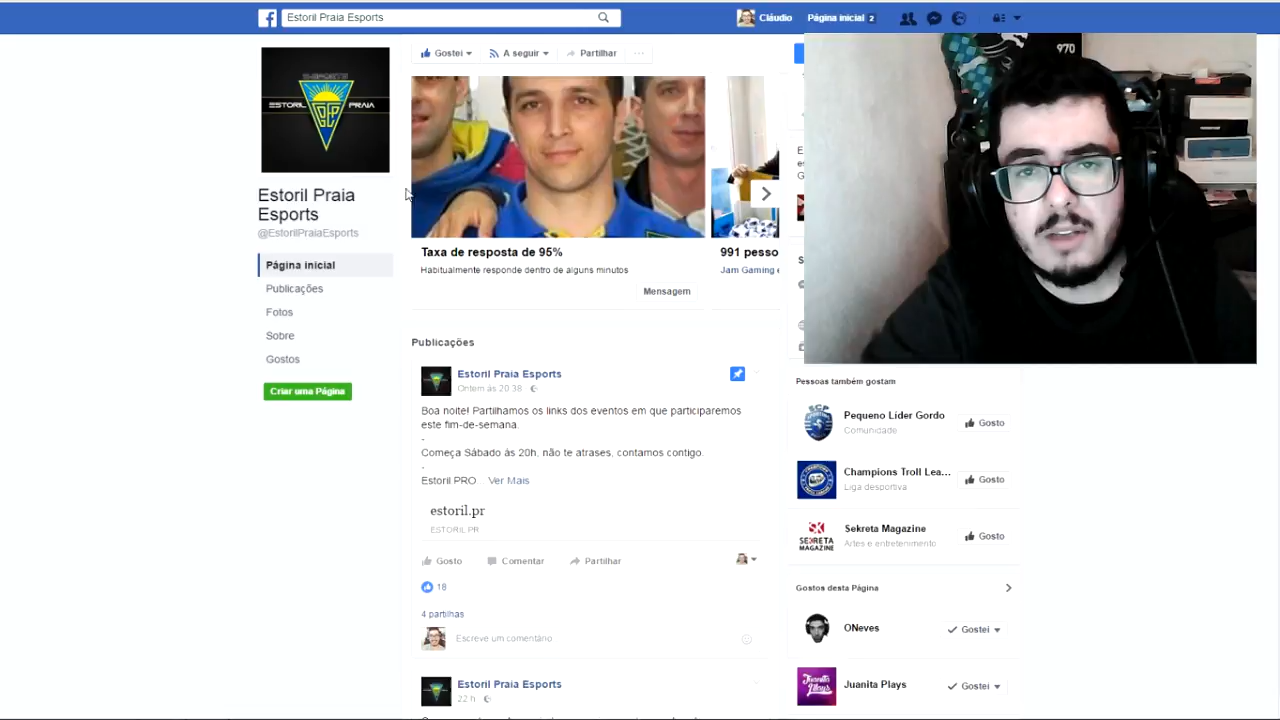 Estoril Praia Esports
Cláudio
Página inicial 2
E-SPORTS
ESTORIL PRAIA
Estoril Praia
Esports
@EstorilPraiaEsports
Página inicial
Publicações
Fotos
Sobre
Gostos
Criar uma Página
Gostei
A seguir
Partilhar
Taxa de resposta de 95%
Habitualmente responde dentro de alguns minutos
Mensagem
991 pesso
Jam Gaming e
Publicações
Estoril Praia Esports
Ontem às 20:38
Boa noite! Partilhamos os links dos eventos em que participaremos
este fim-de-semana.
-
Começa Sábado às 20h, não te atrases, contamos contigo.
-
Estoril PRO... Ver Mais
estoril.pr
ESTORIL.PR
Gosto
Comentar
Partilhar
18
4 partilhas
Escreve um comentário
Estoril Praia Esports
22 h
970
Pessoas também gostam
Pequeno Líder Gordo
Comunidade
Gosto
Champions Troll Lea...
Liga desportiva
Gosto
SK
SEKRETA
MAGAZINE
Sekreta Magazine
Artes e entretenimento
Gosto
Gostos desta Página
ONeves
Gostei
Juanita Plays
Gostei